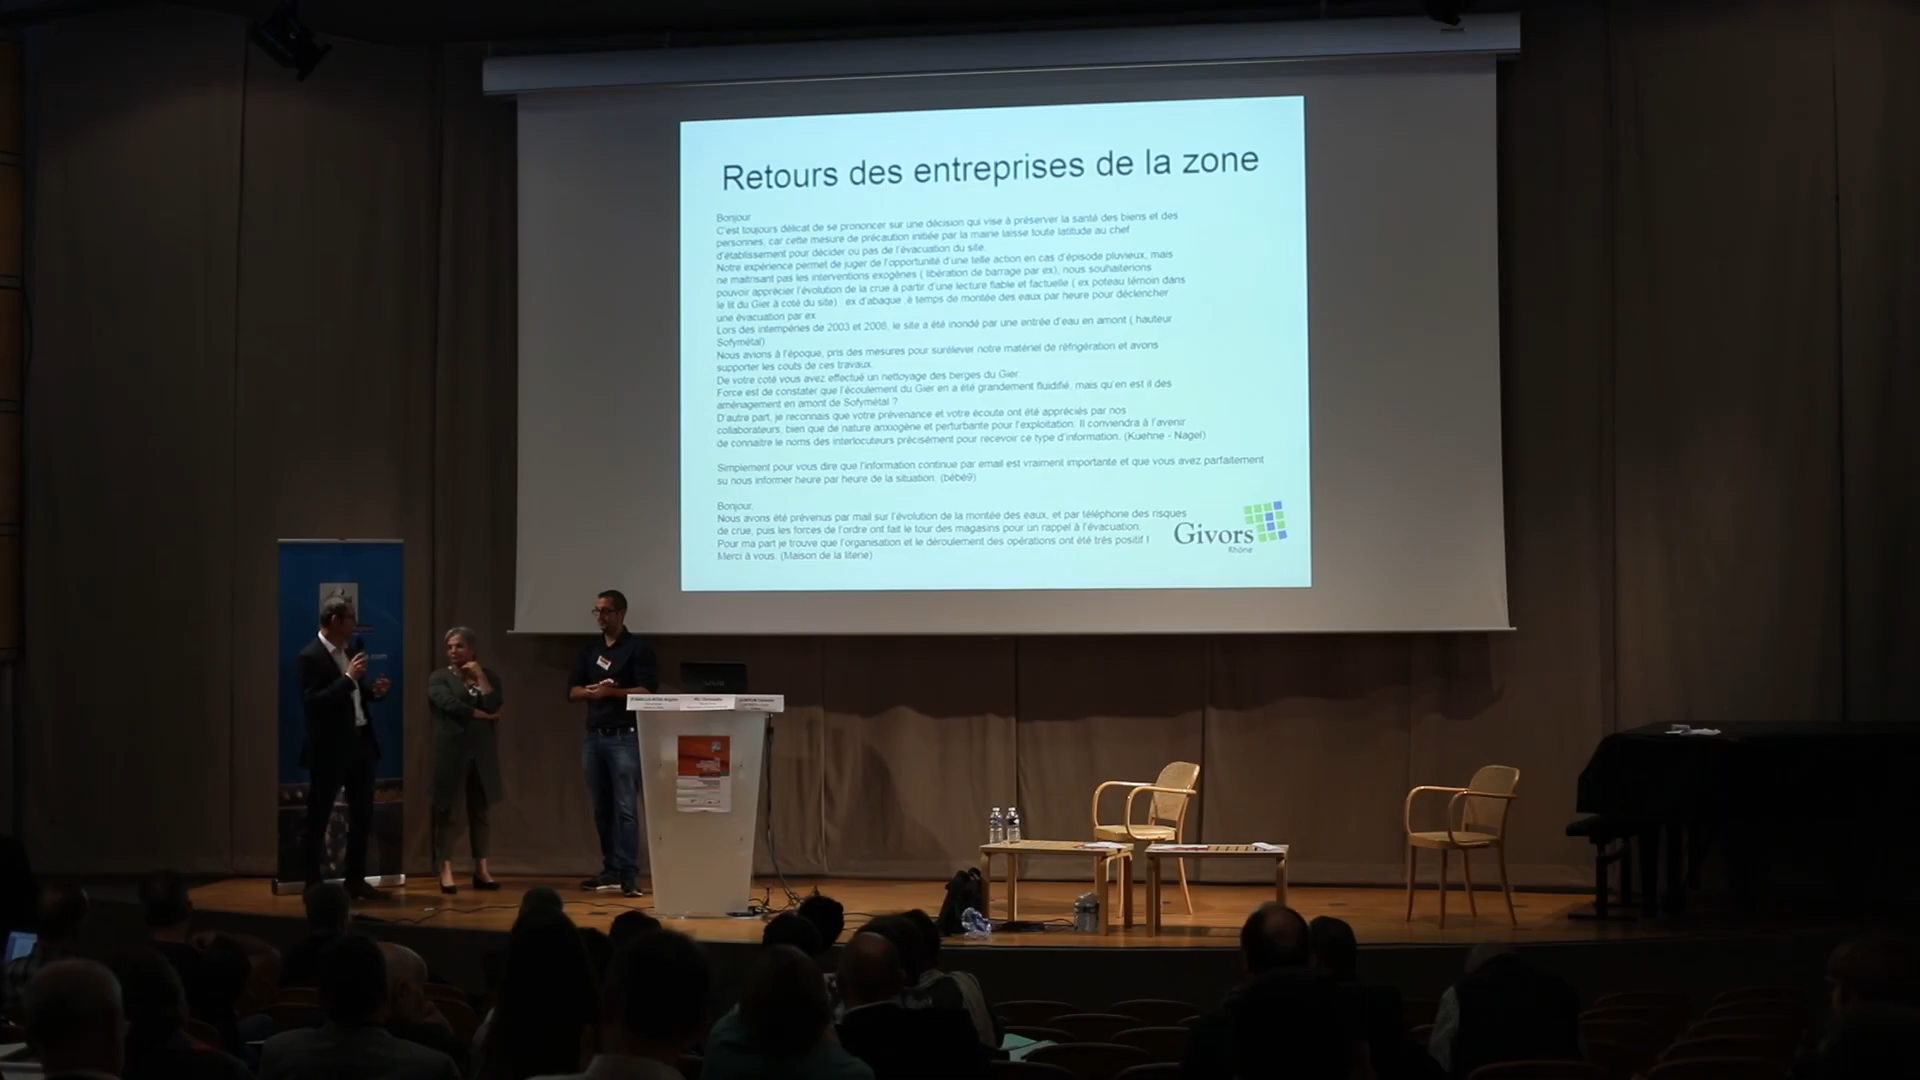 Retours des entreprises de la zone
Bonjour
C'est toujours délicat de se prononcer sur une décision qui vise à préserver la santé des biens et des
personnes, car cette mesure de précaution initiée par la mairie laisse toute latitude au chef
d'établissement pour décider ou pas de l'évacuation du site.
Notre expérience permet de juger de l'opportunité d'une telle action en cas d'épisode pluvieux, mais
ne maitrisant pas les interventions exogènes ( libération de barrage par ex), nous souhaiterions
pouvoir apprécier l'évolution de la crue à partir d'une lecture fiable et factuelle ( ex poteau témoin dans
le lit du Gier à coté du site) ; ex d'abaque ,è temps de montée des eaux par heure pour déclencher
une évacuation par ex
Lors des intempéries de 2003 et 2008, le site a été inondé par une entrée d'eau en amont ( hauteur
Sofymétal)
Nous avions à l'époque, pris des mesures pour surélever notre matériel de réfrigération et avons
supporter les couts de ces travaux.
De votre coté vous avez effectué un nettoyage des berges du Gier.
Force est de constater que l'écoulement du Gier en a été grandement fluidifié, mais qu'en est il des
aménagement en amont de Sofymétal ?
D'autre part, je reconnais que votre prévenance et votre écoute ont été appréciés par nos
collaborateurs, bien que de nature anxiogène et perturbante pour l'exploitation. Il conviendra à l'avenir
de connaitre le noms des interlocuteurs précisément pour recevoir ce type d'information. (Kuehne - Nagel)
Simplement pour vous dire que l'information continue par email est vraiment importante et que vous avez parfaitement
su nous informer heure par heure de la situation. (bébé9)
Bonjour,
Nous avons été prévenus par mail sur l'évolution de la montée des eaux, et par téléphone des risques
de crue, puis les forces de l'ordre ont fait le tour des magasins pour un rappel à l'évacuation.
Pour ma part je trouve que l'organisation et le déroulement des opérations ont été très positif !
Merci à vous. (Maison de la literie)
Givors
Rhône